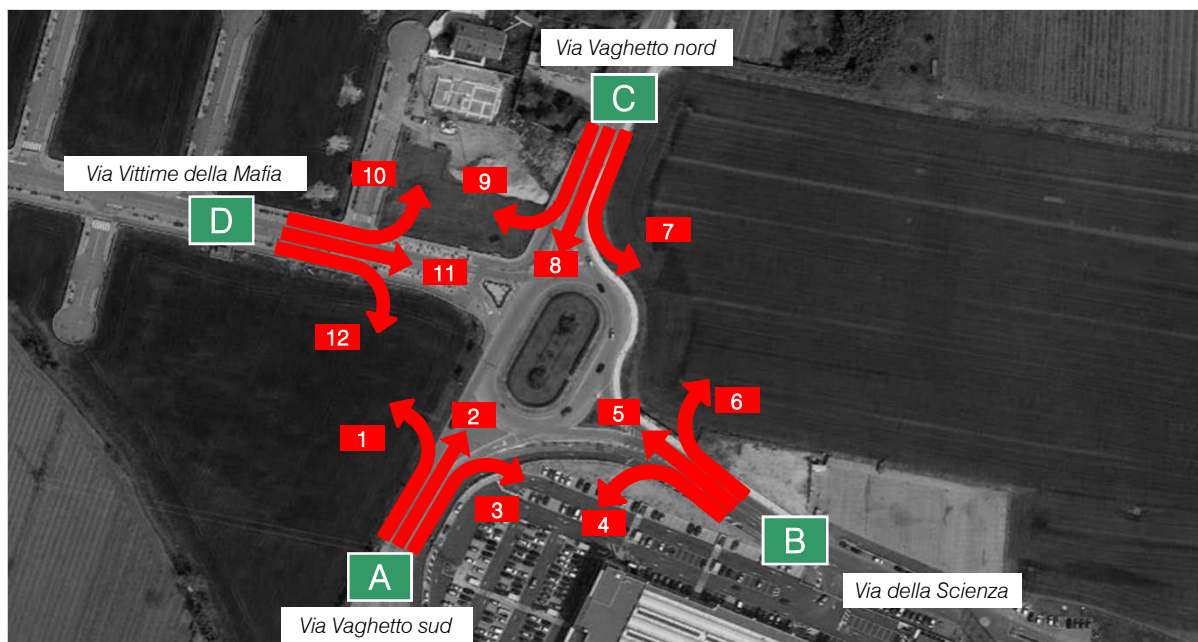 Via Vaghetto nord
C
Via Vittime della Mafia
D
10
9
7
8
11
12
1
2
5
6
3
4
A
B
Via della Scienza
Via Vaghetto sud